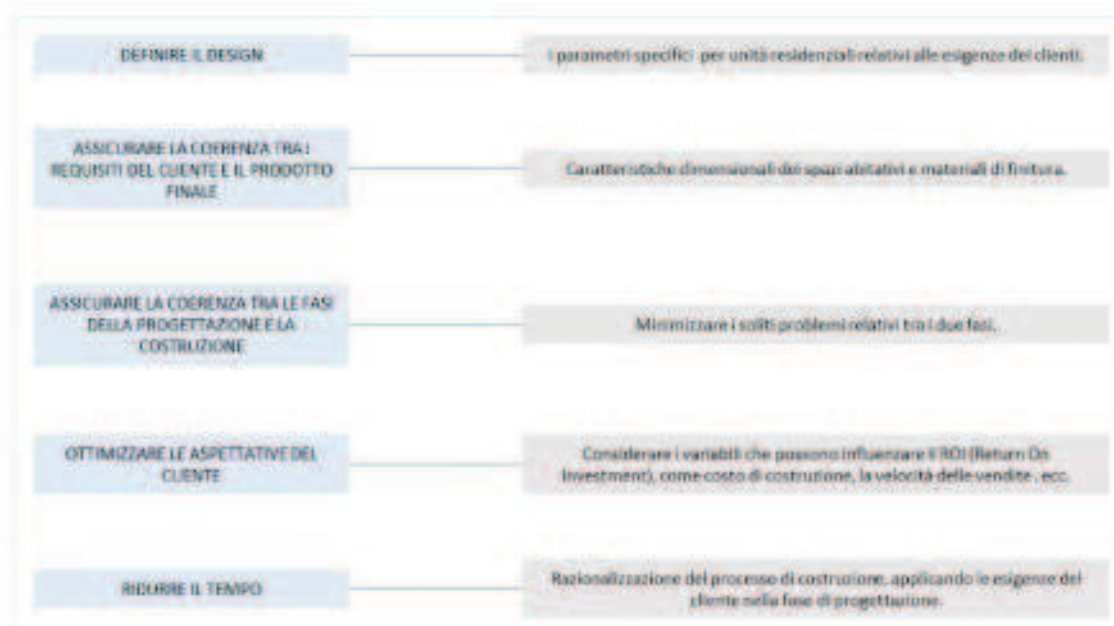 DEFINIRE IL DESIGN
I parametri specifici per unità residenziali relativi alle esigenze dei clienti.
ASSICURARE LA COERENZA TRA I
REQUISITI DEL CLIENTE E IL PRODOTTO
FINALE
Caratteristiche dimensionali dei spazi abitativi e materiali di finitura.
ASSICURARE LA COERENZA TRA LE FASI
DELLA PROGETTAZIONE E LA
COSTRUZIONE
Minimizzare i soliti problemi relativi tra i due fasi.
OTTIMIZZARE LE ASPETTATIVE DEL
CLIENTE
Considerare i variabili che possono influenzare il ROI (Return On
Investment), come costo di costruzione, la velocità delle vendite , ecc.
RIDURRE IL TEMPO
Razionalizzazione del processo di costruzione, applicando le esigenze del
cliente nella fase di progettazione.